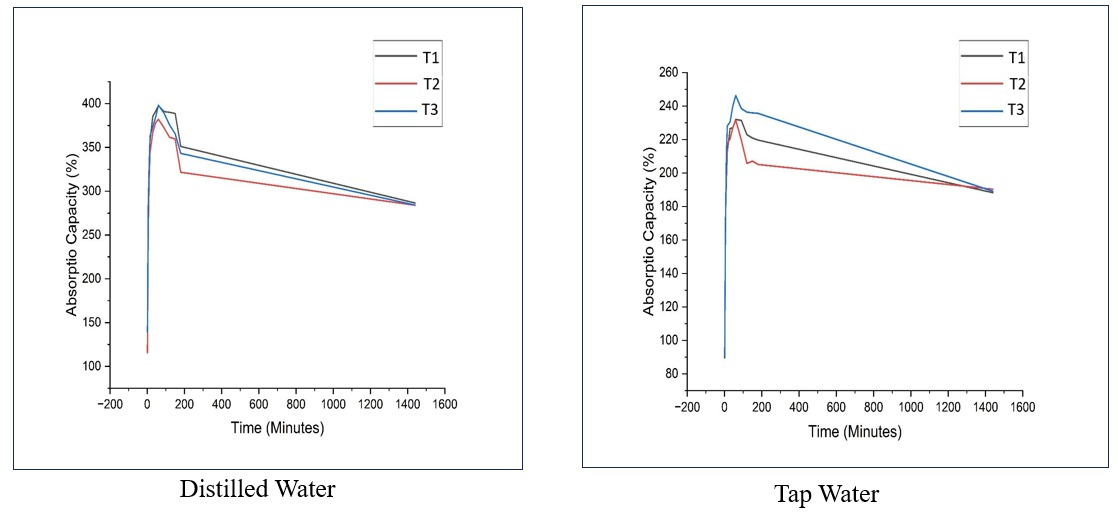 T1
T2
T3
400
350
300
250
200
150
100
Absorptio Capacity (%)
−200 0 200 400 600 800 1000 1200 1400 1600
Time (Minutes)
Distilled Water
T1
T2
T3
260
240
220
200
180
160
140
120
100
80
Absorptio Capacity (%)
−200 0 200 400 600 800 1000 1200 1400 1600
Time (Minutes)
Tap Water